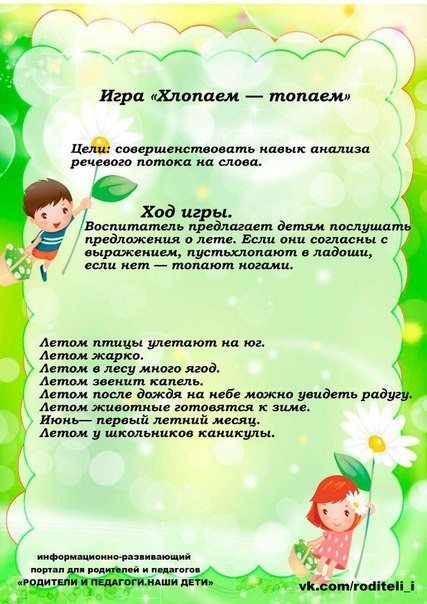 Игра «Хлопаем — топаем»
Цели: совершенствовать навык анализа
речевого потока на слова.
Ход игры.
Воспитатель предлагает детям послушать
предложения о лете. Если они согласны с
выражением, пустьхлопают в ладоши,
если нет — топают ногами.
Летом птицы улетают на юг.
Летом жарко.
Летом в лесу много ягод.
Летом звенит капель.
Летом после дождя на небе можно увидеть радугу.
Летом животные готовятся к зиме.
Июнь— первый летний месяц.
Летом у школьников каникулы.
информационно-развивающий
портал для родителей и педагогов
«РОДИТЕЛИ И ПЕДАГОГИ.НАШИ ДЕТИ»
vk.com/roditeli_i